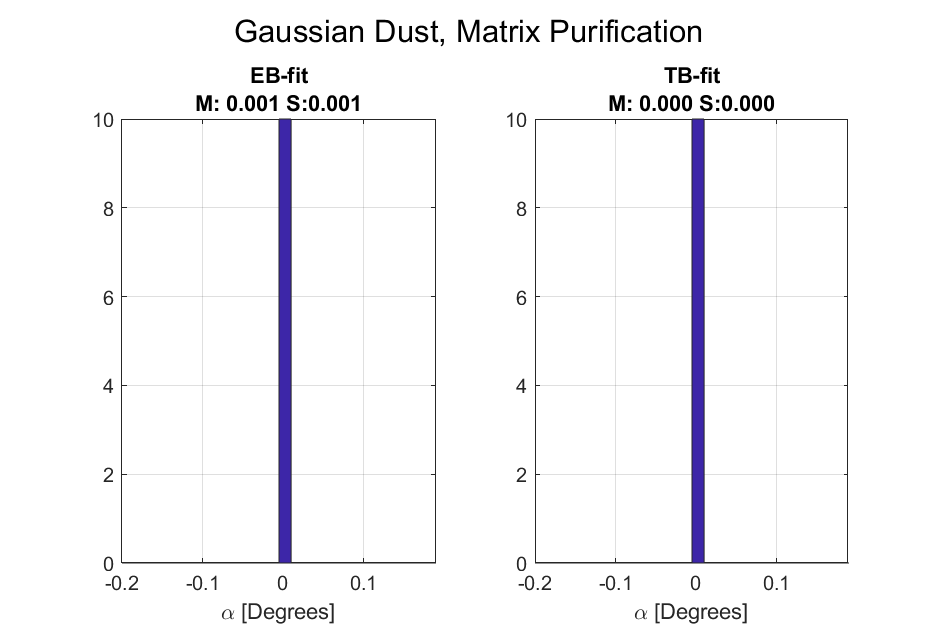 Gaussian Dust, Matrix Purification
EB-fit
M: 0.001 S:0.001
10
8
6
4
2
0
-0.2 -0.1 0 0.1
α [Degrees]
TB-fit
M: 0.000 S:0.000
10
8
6
4
2
0
-0.2 -0.1 0 0.1
α [Degrees]